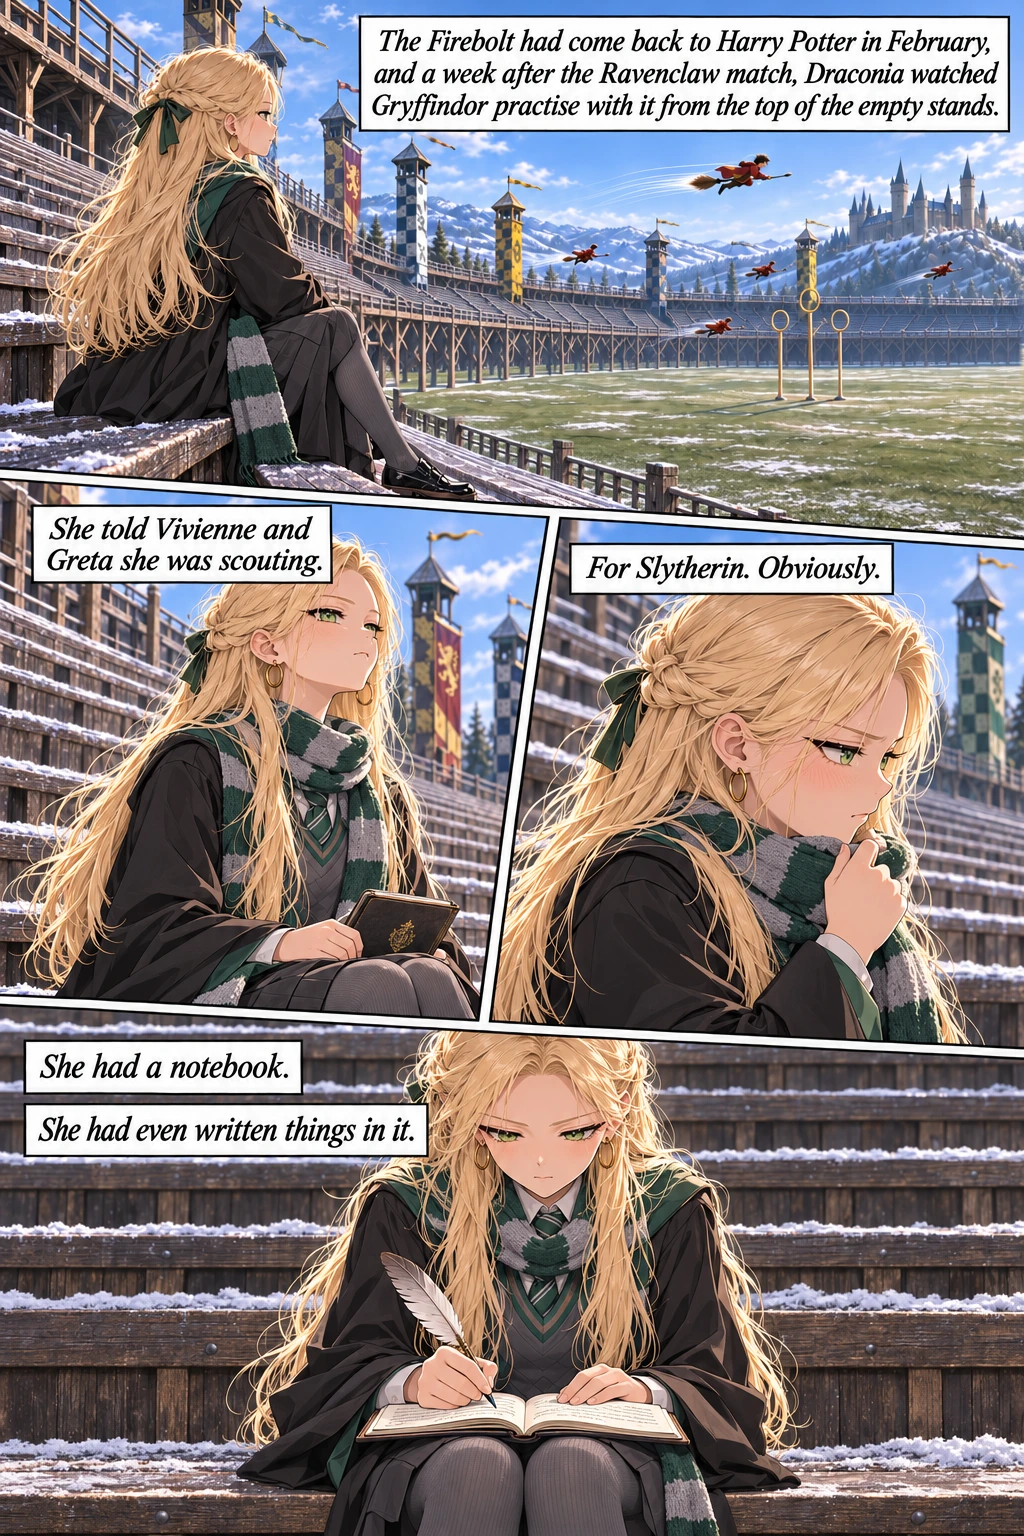 The Firebolt had come back to Harry Potter in February,
and a week after the Ravenclaw match, Draconia watched
Gryffindor practise with it from the top of the empty stands.
She told Vivienne and
Greta she was scouting.
For Slytherin. Obviously.
She had a notebook.
She had even written things in it.